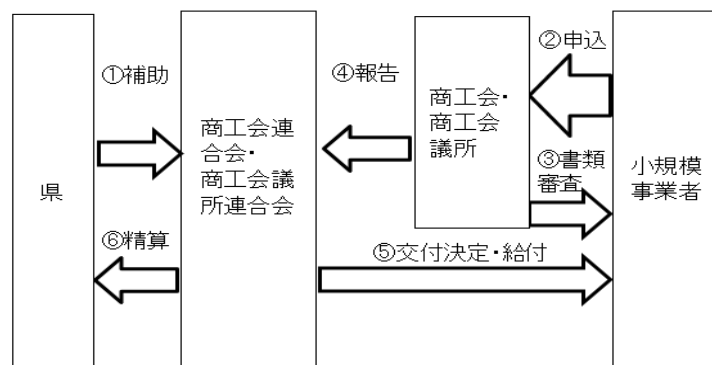 ①補助
④報告
②申込
商工会連
合会・
商工会議
所連合会
商工会・
商工会
議所
③書類
審査
県
小規模
事業者
⑥精算
⑤交付決定・給付